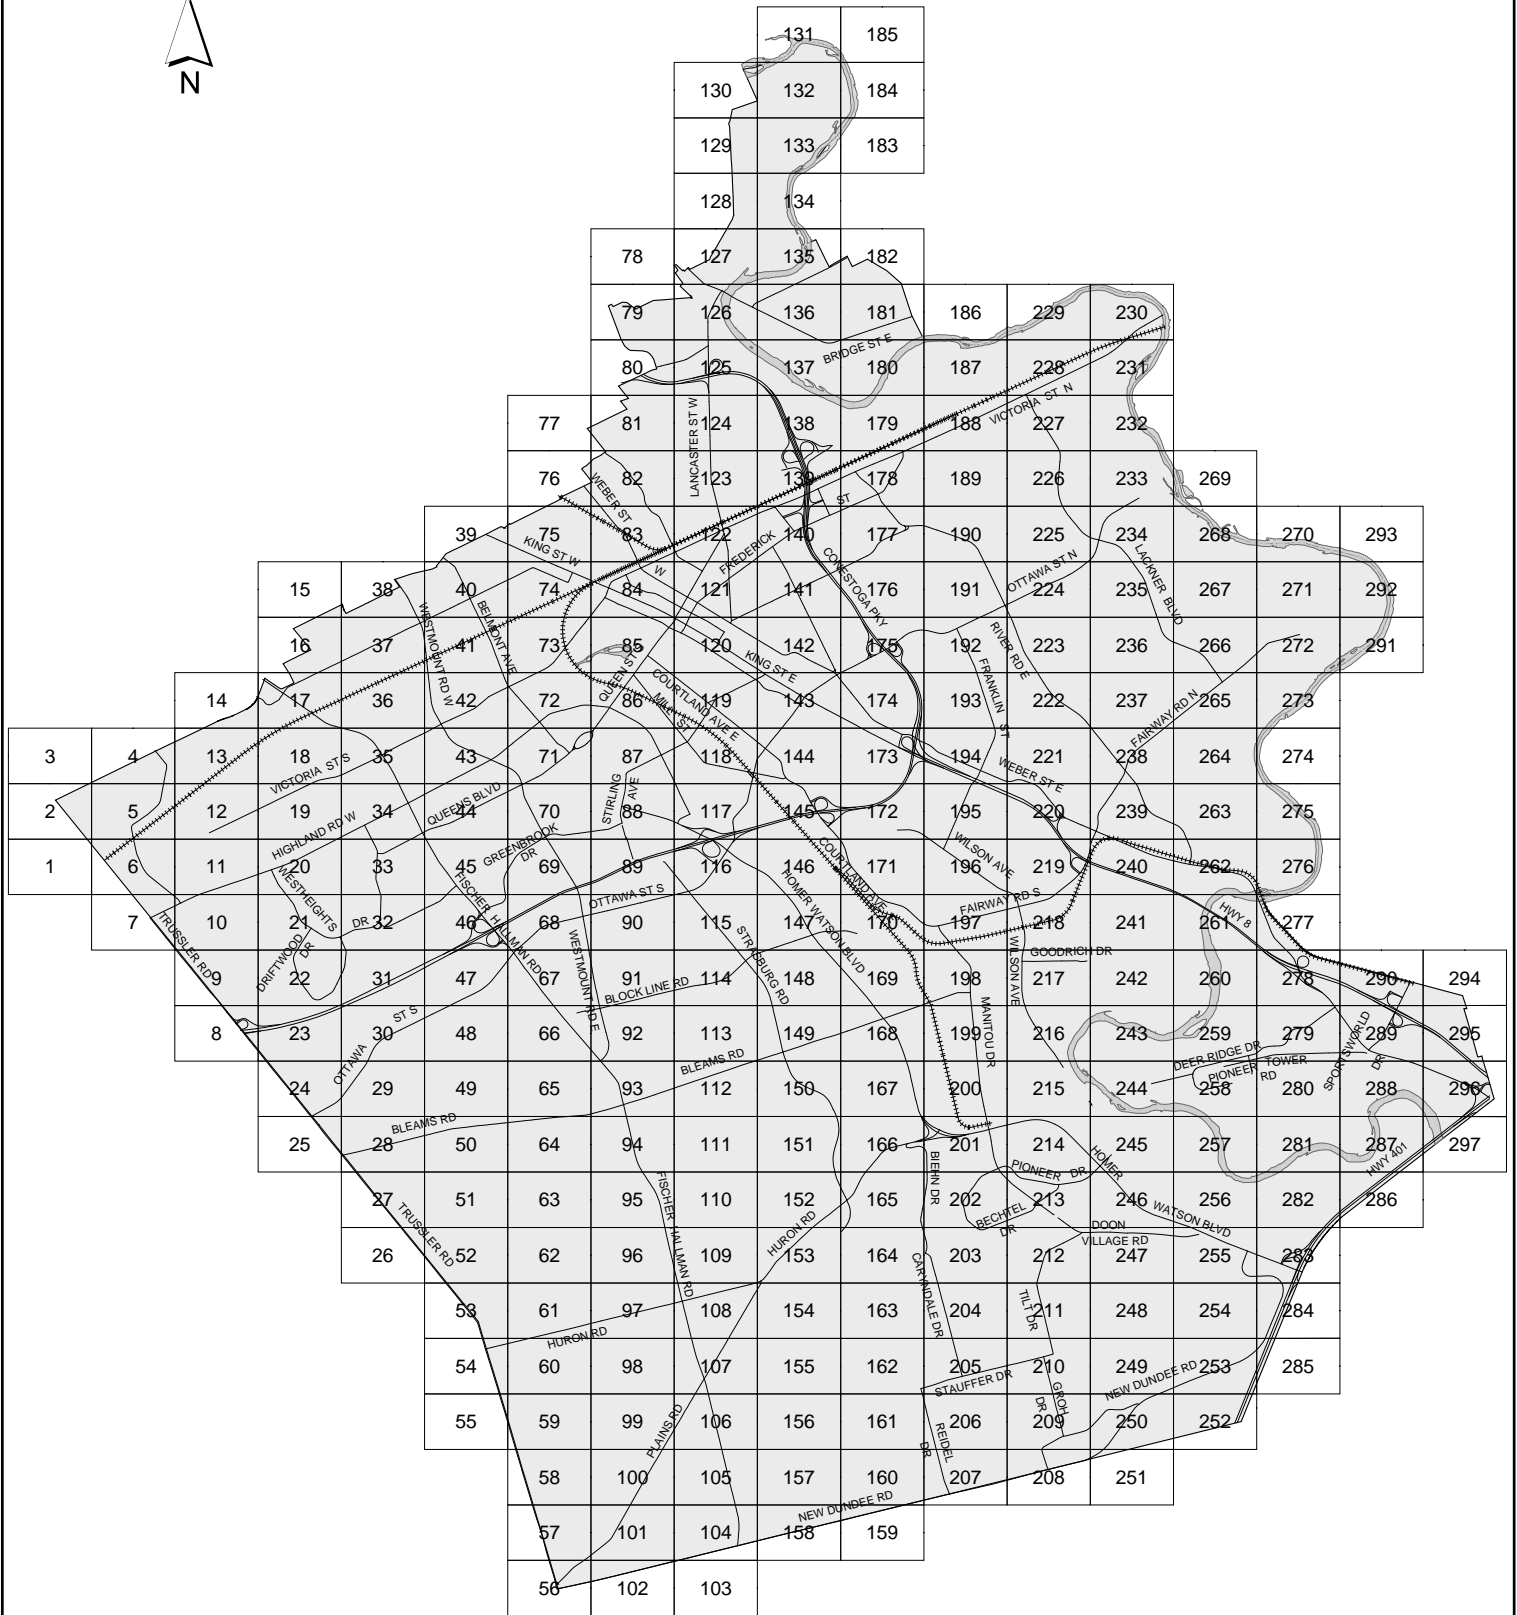 131 185
N
130 132 184
129 133 183
128 134
78 127 135 182
79 126 136 181 186 229 230
BRIDGE ST E
80 125 137 180 187 228 231
VICTORIA ST N
77 81 124 138 179 188 227 232
LANCASTER ST W
76 82 123 139 178 189 226 233 269
WEBER ST
ST
39 75 83 122 140 177 190 225 234 268 270 293
KING ST W
W
FREDERICK
CONESTOGA PKY
OTTAWA ST N
LACKNER BLVD
15 38 40 74 84 121 141 176 191 224 235 267 271 292
WESTMOUNT RD W
BELMONT AVE
16 37 41 73 85 120 142 175 192 223 236 266 272 291
QUEEN ST
KING ST E
RIVER RD E
FRANKLIN ST
COURTLAND AVE E
MILL ST
14 17 36 42 72 86 119 143 174 193 222 237 265 273
FAIRWAY RD N
3 4 13 18 35 43 71 87 118 144 173 194 221 238 264 274
VICTORIA ST S
WEBER ST E
STIRLING AVE
QUEENS BLVD
2 5 12 19 34 44 70 88 117 145 172 195 220 239 263 275
HIGHLAND RD W
GREENBROOK DR
WILSON AVE
COURTLAND AVE
1 6 11 20 33 45 69 89 116 146 171 196 219 240 262 276
WESTHEIGHTS DR
FISCHER HALLMAN RD
OTTAWA ST S
HOMER WATSON BLVD
FAIRWAY RD S
HWY 8
7 10 21 32 46 68 90 115 147 170 197 218 241 261 277
TRUSSLER RD
DRIFTWOOD DR
WESTMOUNT RD E
STRASBURG RD
WILSON AVE
GOODRICH DR
9 22 31 47 67 91 114 148 169 198 217 242 260 278 290 294
BLOCK LINE RD
MANITOU DR
OTTAWA ST S
8 23 30 48 66 92 113 149 168 199 216 243 259 279 289 295
BLEAMS RD
DEER RIDGE DR
PIONEER TOWER RD
SPORTSWORLD DR
24 29 49 65 93 112 150 167 200 215 244 258 280 288 296
BLEAMS RD
25 28 50 64 94 111 151 166 201 214 245 257 281 287 297
HWY 401
BIEHN DR
PIONEER DR
HOMER WATSON BLVD
27 51 63 95 110 152 165 202 213 246 256 282 286
TRUSSLER RD
FISCHER HALLMAN RD
HURON RD
BECHTEL DR
DOON VILLAGE RD
26 52 62 96 109 153 164 203 212 247 255 283
CARYNDALE DR
TILT DR
53 61 97 108 154 163 204 211 248 254 284
HURON RD
54 60 98 107 155 162 205 210 249 253 285
STAUFFER DR
GROH DR
NEW DUNDEE RD
55 59 99 106 156 161 206 209 250 252
PLAINS RD
REIDEL DR
58 100 105 157 160 207 208 251
NEW DUNDEE RD
57 101 104 158 159
56 102 103